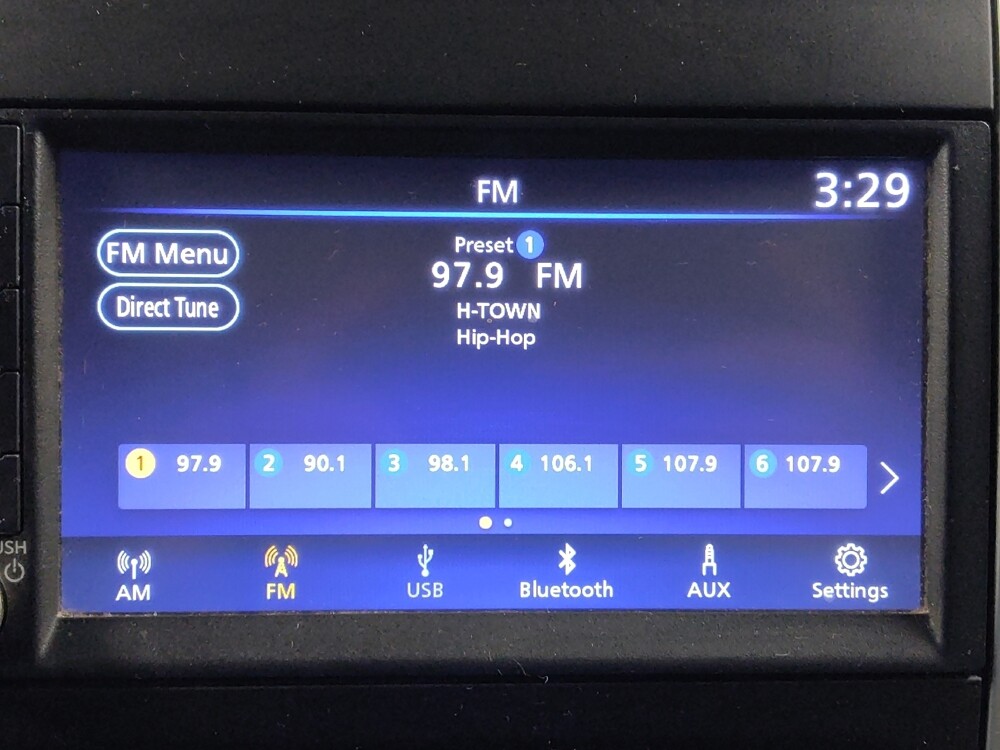 FM
3:29
FM Menu
Direct Tune
Preset 1
97.9 FM
H-TOWN
Hip-Hop
1 97.9 2 90.1 3 98.1 4 106.1 5 107.9 6 107.9
AM FM USB Bluetooth AUX Settings